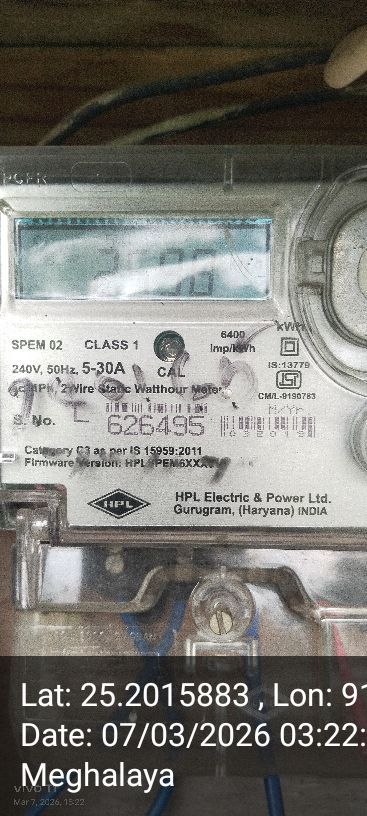 SPEM 02 CLASS 1
6400
imp/kWh
kWh
240V, 50Hz, 5-30A
CAL
IS:13779
2 Wire Static Watthour Meter
CM/L-9190763
M/Yr
S. No. 626495
032019
Category C3 as per IS 15959:2011
Firmware Version: HPL
HPL
HPL Electric & Power Ltd.
Gurugram, (Haryana) INDIA
Lat: 25.2015883 , Lon: 91
Date: 07/03/2026 03:22:
Meghalaya
vivo
Mar 7, 2026, 15:22